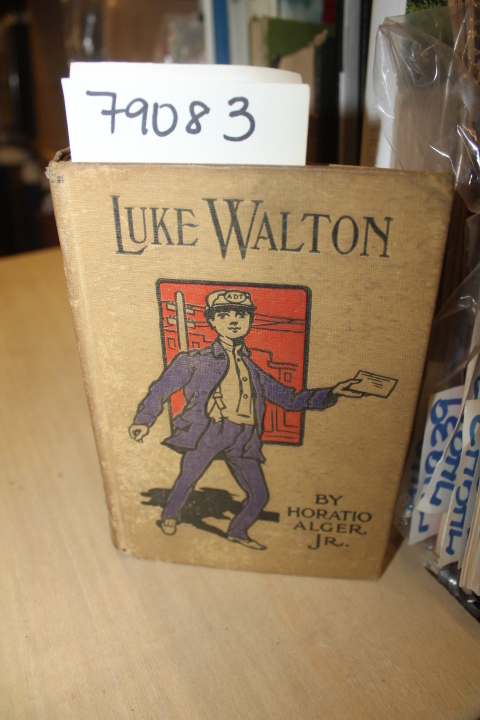 79083
LUKE WALTON
ADT
BY
HORATIO
ALGER
JR.